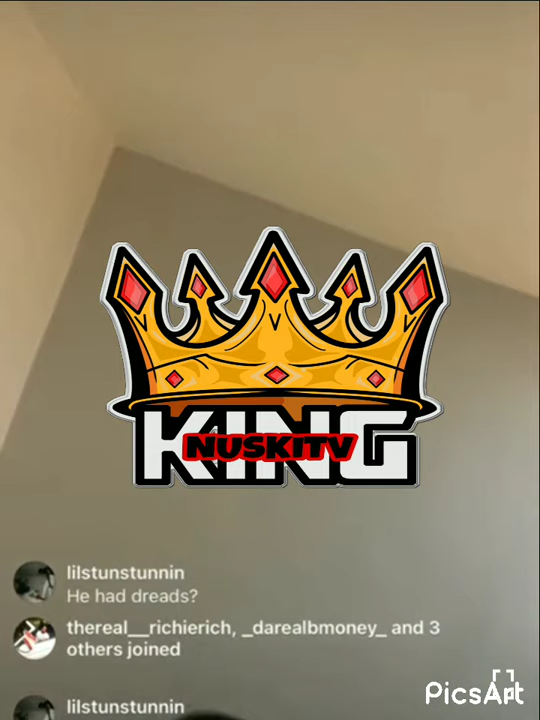 KING
NUSKITV
lilstunstunnin
He had dreads?
thereal__richierich, _darealbmoney_ and 3
others joined
lilstunstunnin
PicsArt